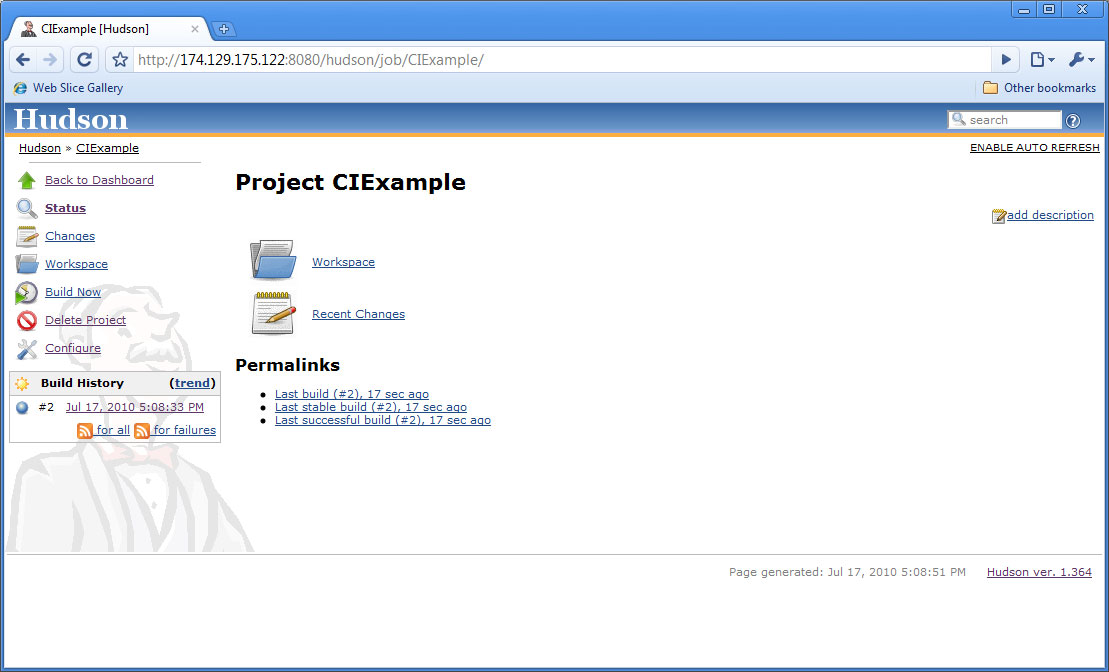 CIExample [Hudson]
http://174.129.175.122:8080/hudson/job/CIExample/
Web Slice Gallery
Other bookmarks
Hudson
search
Hudson » CIExample
ENABLE AUTO REFRESH
Back to Dashboard
Status
Changes
Workspace
Build Now
Delete Project
Configure
Build History (trend)
#2 Jul 17, 2010 5:08:33 PM
for all for failures
Project CIExample
add description
Workspace
Recent Changes
Permalinks
Last build (#2), 17 sec ago
Last stable build (#2), 17 sec ago
Last successful build (#2), 17 sec ago
Page generated: Jul 17, 2010 5:08:51 PM Hudson ver. 1.364